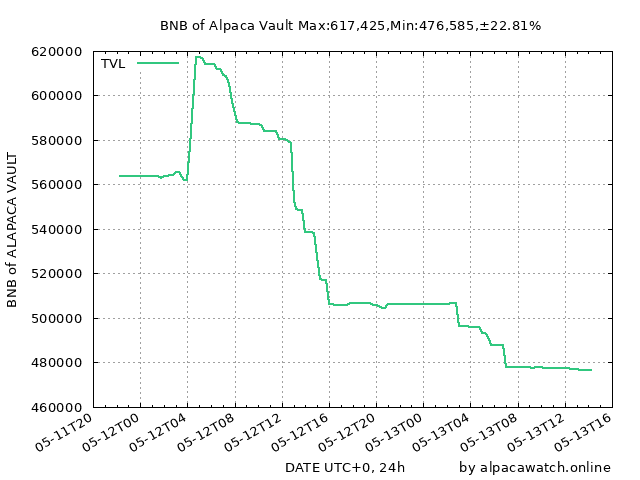 BNB of Alpaca Vault Max:617,425,Min:476,585,±22.81%
TVL
620000
600000
580000
560000
540000
520000
500000
480000
460000
BNB of ALAPACA VAULT
05-11T20
05-12T00
05-12T04
05-12T08
05-12T12
05-12T16
05-12T20
05-13T00
05-13T04
05-13T08
05-13T12
05-13T16
DATE UTC+0, 24h
by alpacawatch.online